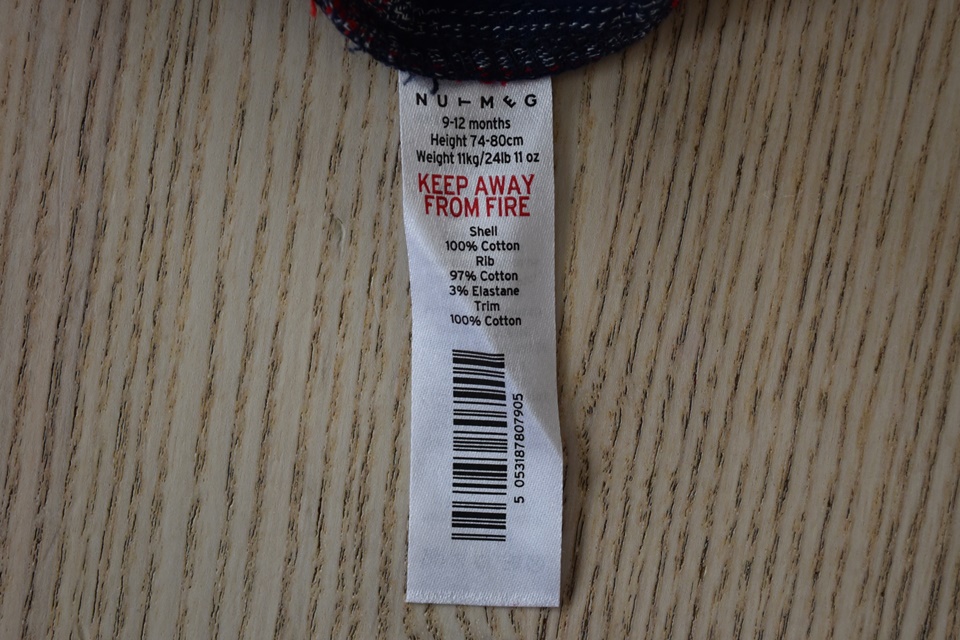 NUTMEG
9-12 months
Height 74-80cm
Weight 11kg/24lb 11 oz
KEEP AWAY
FROM FIRE
Shell
100% Cotton
Rib
97% Cotton
3% Elastane
Trim
100% Cotton
5 053187807905